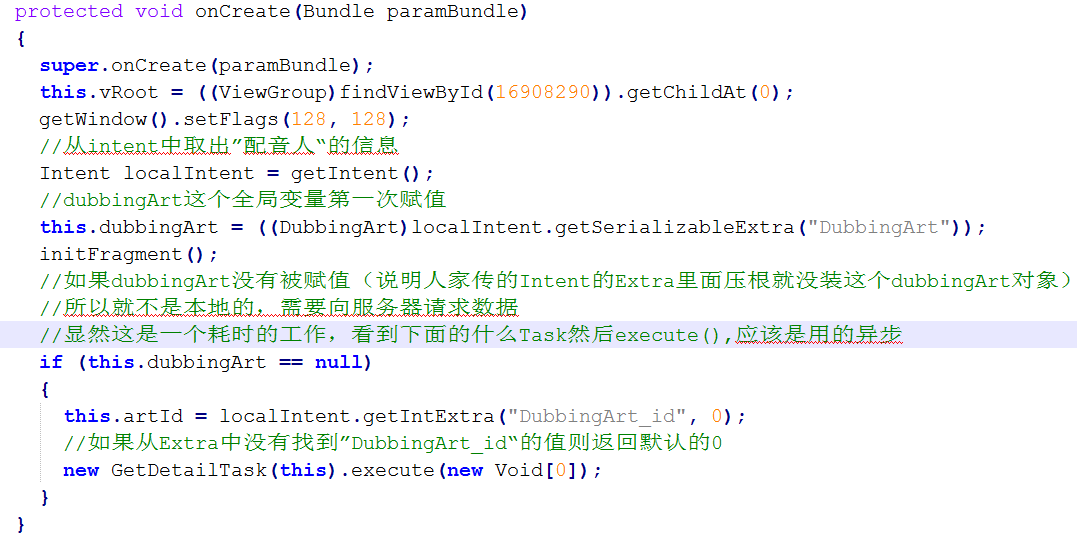 protected void onCreate(Bundle paramBundle)
{
super.onCreate(paramBundle);
this.vRoot = ((ViewGroup)findViewById(16908290)).getChildAt(0);
getWindow().setFlags(128, 128);
//从intent中取出”配音人“的信息
Intent localIntent = getIntent();
//dubbingArt这个全局变量第一次赋值
this.dubbingArt = ((DubbingArt)localIntent.getSerializableExtra("DubbingArt"));
initFragment();
//如果dubbingArt没有被赋值（说明人家传的Intent的Extra里面压根就没装这个dubbingArt对象）
//所以就不是本地的，需要向服务器请求数据
//显然这是一个耗时的工作，看到下面的什么Task然后execute(),应该是用的异步
if (this.dubbingArt == null)
{
this.artId = localIntent.getIntExtra("DubbingArt_id", 0);
//如果从Extra中没有找到”DubbingArt_id“的值则返回默认的0
new GetDetailTask(this).execute(new Void[0]);
}
}